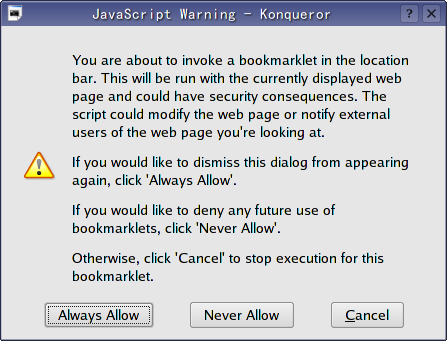 JavaScript Warning – Konqueror
You are about to invoke a bookmarklet in the location
bar. This will be run with the currently displayed web
page and could have security consequences. The
script could modify the web page or notify external
users of the web page you're looking at.
If you would like to dismiss this dialog from appearing
again, click 'Always Allow'.
If you would like to deny any future use of
bookmarklets, click 'Never Allow'.
Otherwise, click 'Cancel' to stop execution for this
bookmarklet.
Always Allow Never Allow Cancel